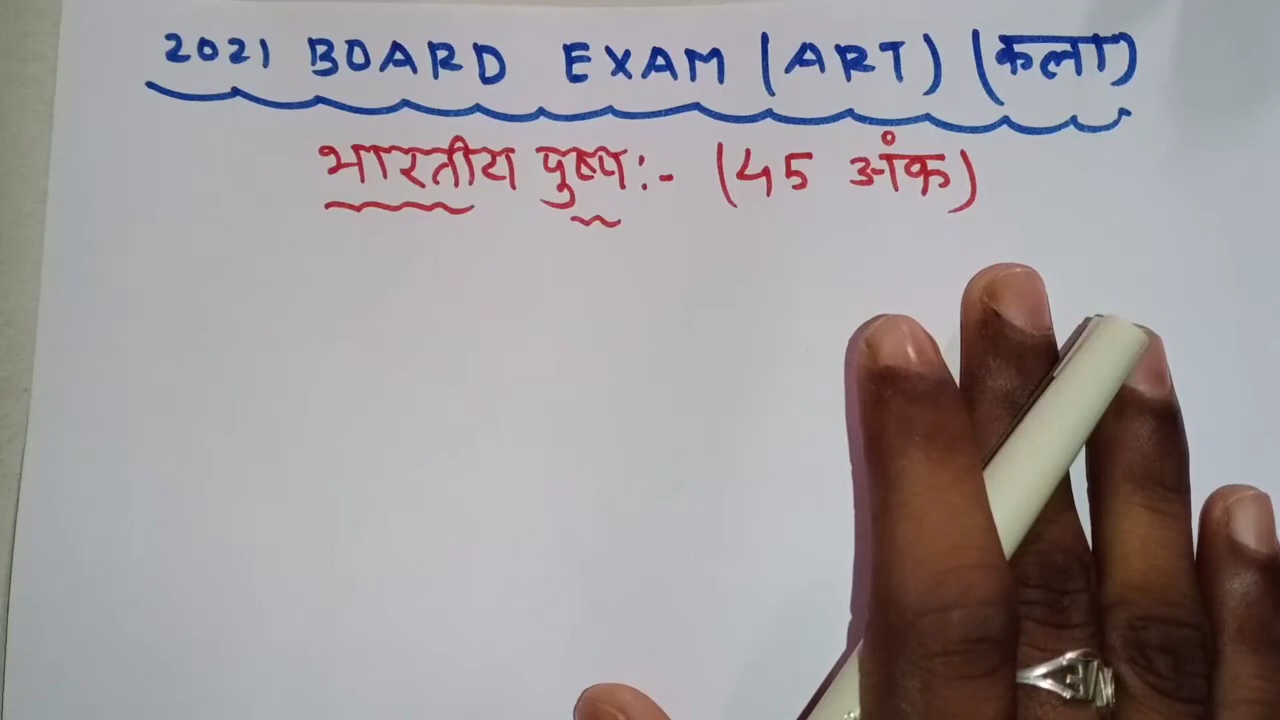 2021 BOARD EXAM (ART) (कला)
भारतीय पुष्प :- (45 अंक)